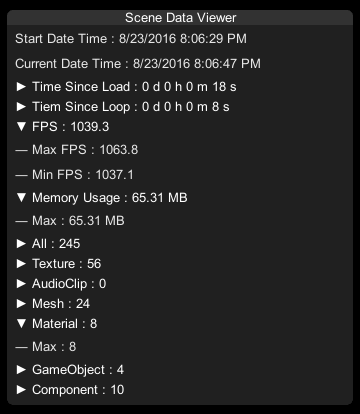 Scene Data Viewer
Start Date Time : 8/23/2016 8:06:29 PM
Current Date Time : 8/23/2016 8:06:47 PM
► Time Since Load : 0 d 0 h 0 m 18 s
► Tiem Since Loop : 0 d 0 h 0 m 8 s
▼ FPS : 1039.3
— Max FPS : 1063.8
— Min FPS : 1037.1
▼ Memory Usage : 65.31 MB
— Max : 65.31 MB
► All : 245
► Texture : 56
► AudioClip : 0
► Mesh : 24
▼ Material : 8
— Max : 8
► GameObject : 4
► Component : 10